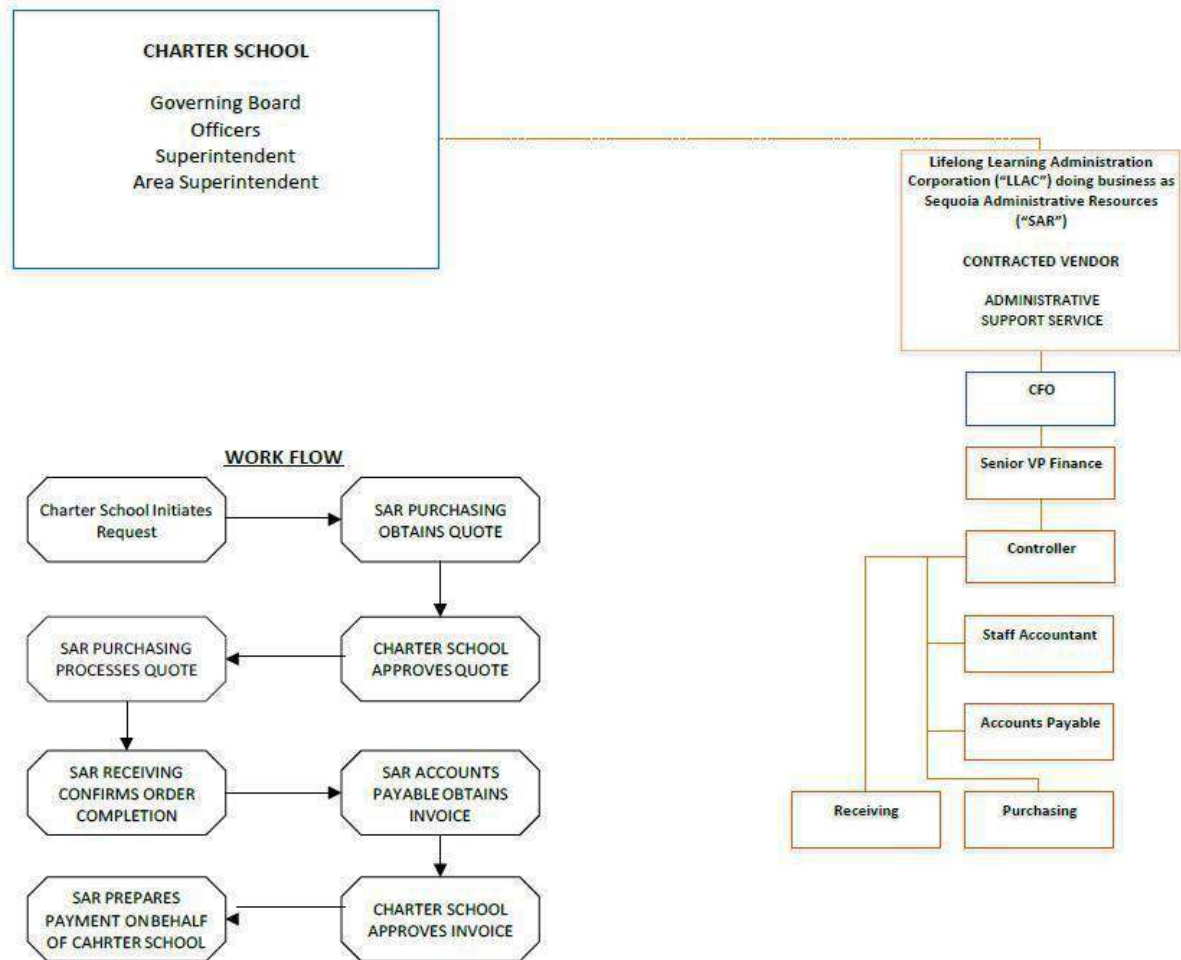 CHARTER SCHOOL
Governing Board
Officers
Superintendent
Area Superintendent
Lifelong Learning Administration
Corporation (“LLAC”) doing business as
Sequoia Administrative Resources
(“SAR”)
CONTRACTED VENDOR
ADMINISTRATIVE
SUPPORT SERVICE
CFO
Senior VP Finance
Controller
Staff Accountant
Accounts Payable
Receiving
Purchasing
WORK FLOW
Charter School Initiates
Request
SAR PURCHASING
OBTAINS QUOTE
CHARTER SCHOOL
APPROVES QUOTE
SAR PURCHASING
PROCESSES QUOTE
SAR RECEIVING
CONFIRMS ORDER
COMPLETION
SAR ACCOUNTS
PAYABLE OBTAINS
INVOICE
CHARTER SCHOOL
APPROVES INVOICE
SAR PREPARES
PAYMENT ON BEHALF
OF CAHRTER SCHOOL